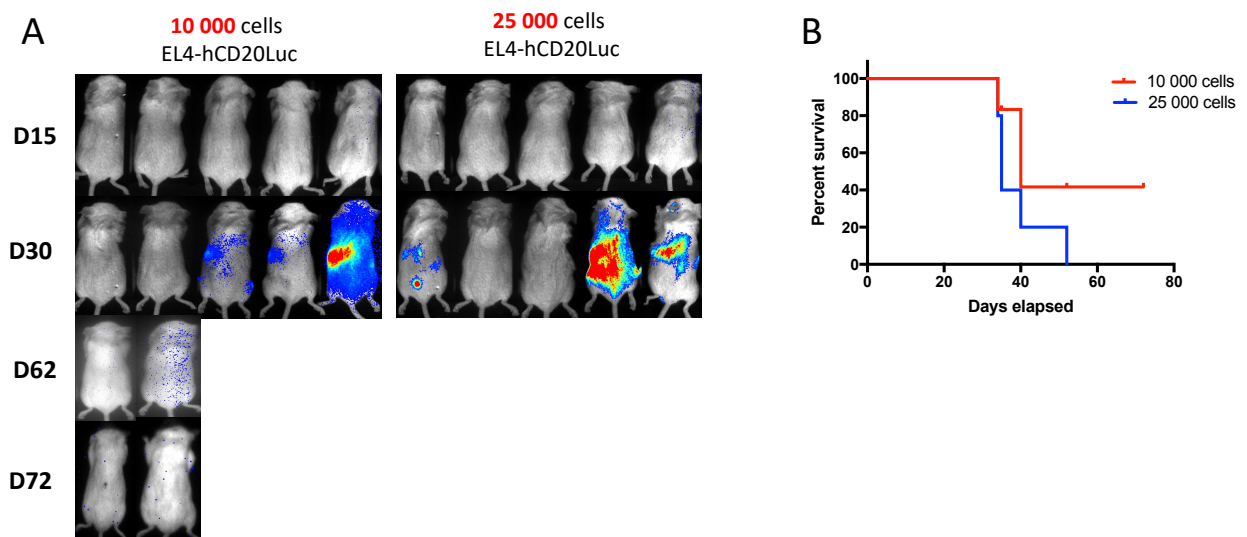 A
10 000 cells
EL4-hCD20Luc
25 000 cells
EL4-hCD20Luc
D15
D30
D62
D72
B
100
80
60
40
20
0
Percent survival
0 20 40 60 80
Days elapsed
10 000 cells
25 000 cells